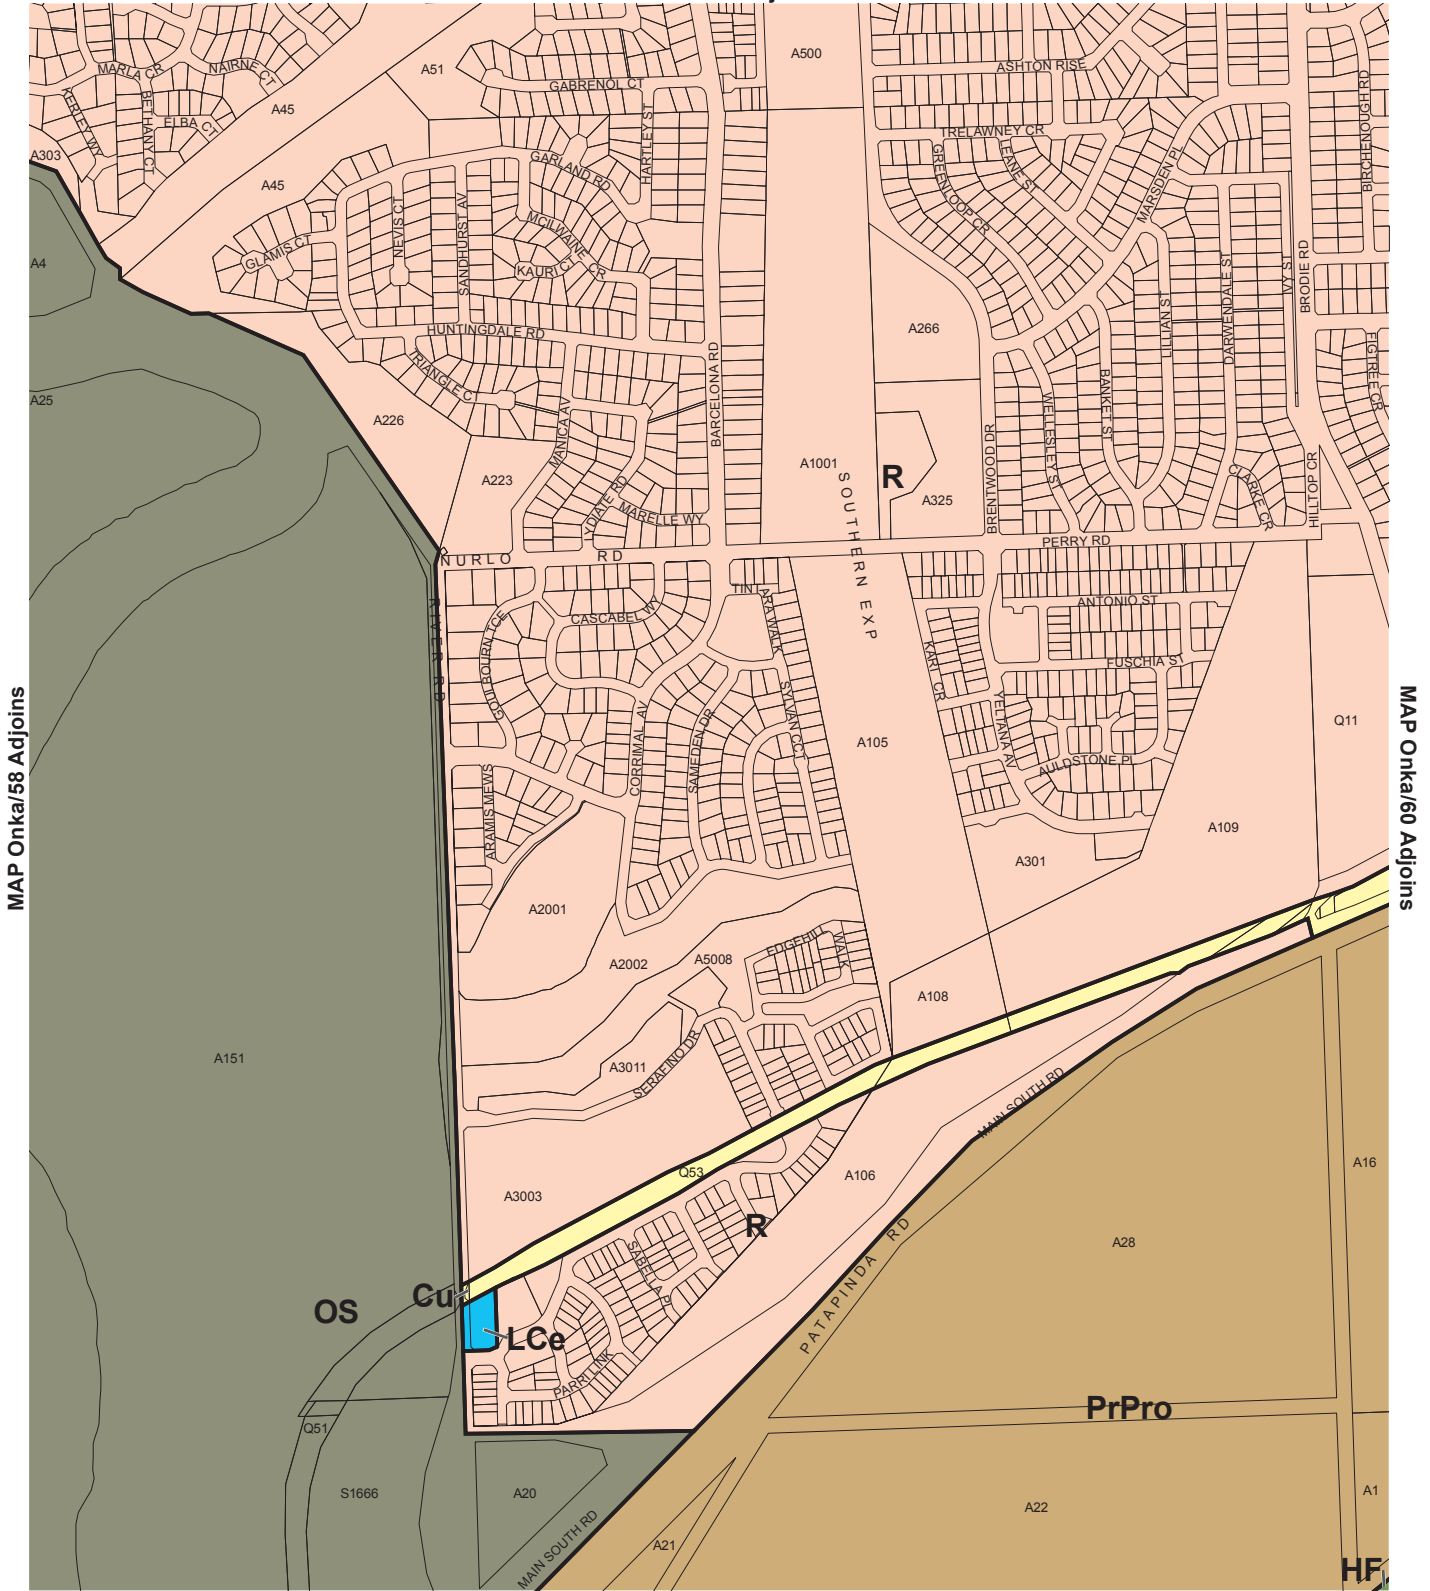 A500
A51
MARLA CR
NAIRNE CT
GABRENOL CT
ASHTON RISE
BIRCHENOUGH RD
KERLEY WY
BETHANY CT
ELBA CT
A45
HARTLEY ST
TRELAWNEY CR
A303
GARLAND RD
GREENLOOP CR
LEANE ST
MARSDEN PL
A45
NEVIS CT
SANDHURST AV
MCILWAINE CR
GLAMIS CT
KAURI CT
A4
DARWENDALE ST
IVY ST
BRODIE RD
LILLIAN ST
HUNTINGDALE RD
A266
TRIANGLE CT
BARCELONA RD
BANKET ST
FIGTREE CR
A25
A226
MANICA AV
WELLESLEY ST
A223
A1001
R
A325
BRENTWOOD DR
CLARKE CR
HILLTOP CR
LYDIATE RD
MARELLE WY
SOUTHERN EXP
PERRY RD
NURLO RD
TINTARA WALK
ANTONIO ST
CASCABEL WY
RIVER RD
GOULBOURN TCE
KARI CR
FUSCHIA ST
MAP Onka/58 Adjoins
CORRIMAL AV
SAMEDEN DR
SYLVAN CCT
YELTANA AV
Q11
MAP Onka/60 Adjoins
A105
AULDSTONE PL
ARAMIS MEWS
A109
A301
A2001
EDGEHILL WALK
A2002
A5008
A108
A151
A3011
SERAFINO DR
MAIN SOUTH RD
Q53
A106
A16
A3003
R
A28
PATAPINDA RD
SABELA PL
OS
Cu
LCe
PARRI LINK
PrPro
Q51
S1666
A20
A22
A1
MAIN SOUTH RD
A21
HF